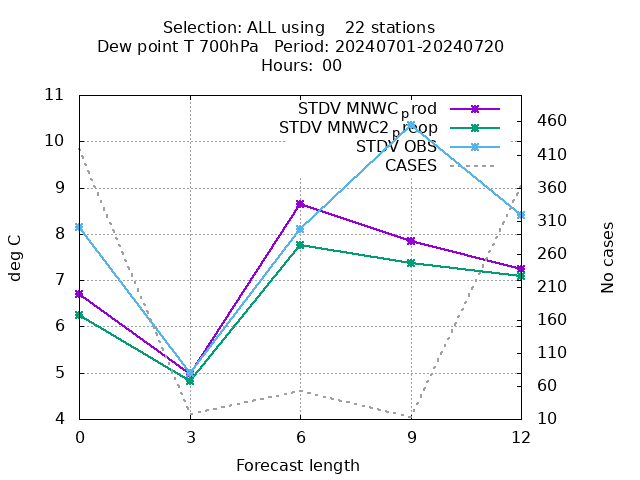 Selection: ALL using    22 stations
Dew point T 700hPa   Period: 20240701-20240720
Hours: 00
STDV MNWC_prod
STDV MNWC2_preop
STDV OBS
CASES
deg C
11
10
9
8
7
6
5
4
460
410
360
310
260
210
160
110
60
10
No cases
0 3 6 9 12
Forecast length